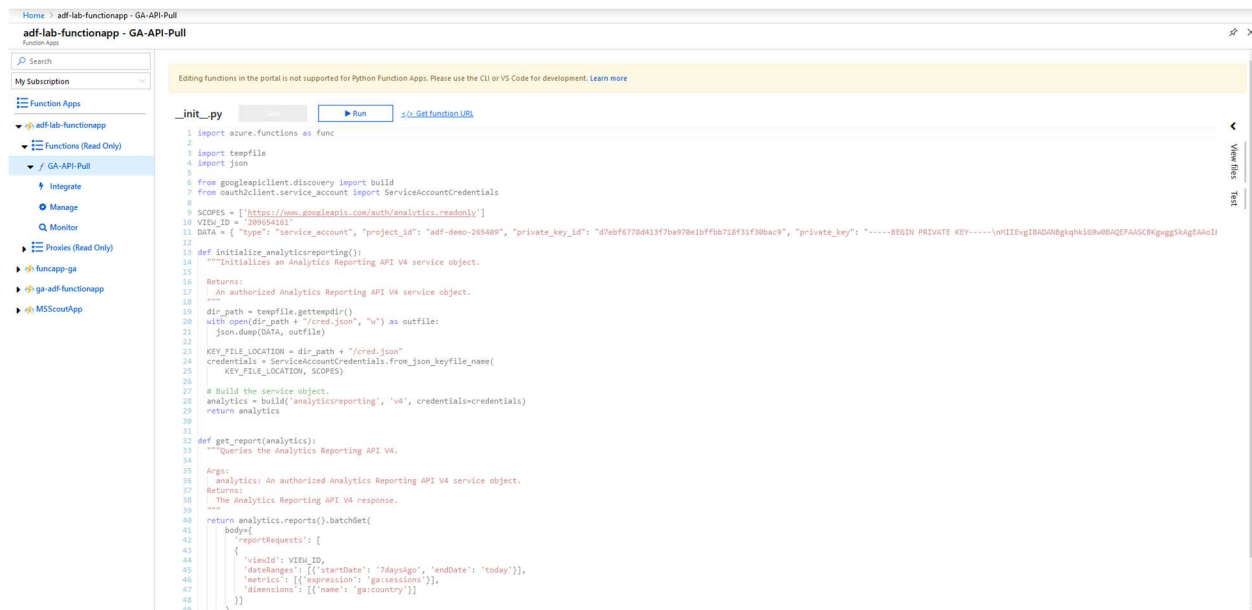 Home > adf-lab-functionapp - GA-API-Pull
adf-lab-functionapp - GA-API-Pull
Function Apps
Search
My Subscription
Function Apps
adf-lab-functionapp
Functions (Read Only)
GA-API-Pull
Integrate
Manage
Monitor
Proxies (Read Only)
funcapp-ga
ga-adf-functionapp
MSScoutApp
Editing functions in the portal is not supported for Python Function Apps. Please use the CLI or VS Code for development. Learn more
__init__.py
Save
Run
</> Get function URL
View files
Test
1 import azure.functions as func
2
3 import tempfile
4 import json
5
6 from googleapiclient.discovery import build
7 from oauth2client.service_account import ServiceAccountCredentials
8
9 SCOPES = ['https://www.googleapis.com/auth/analytics.readonly']
10 VIEW_ID = '209654161'
11 DATA = { "type": "service_account", "project_id": "adf-demo-265409", "private_key_id": "d7ebf6778d413f7ba970e1bffbb718f31f30bac9", "private_key": "-----BEGIN PRIVATE KEY-----\nMIIEvgIBADANBgkqhkiG9w0BAQEFAASCBKgwggSkAgEAAoI
12
13 def initialize_analyticsreporting():
14 """Initializes an Analytics Reporting API V4 service object.
15
16 Returns:
17 An authorized Analytics Reporting API V4 service object.
18 """
19 dir_path = tempfile.gettempdir()
20 with open(dir_path + "/cred.json", "w") as outfile:
21 json.dump(DATA, outfile)
22
23 KEY_FILE_LOCATION = dir_path + "/cred.json"
24 credentials = ServiceAccountCredentials.from_json_keyfile_name(
25 KEY_FILE_LOCATION, SCOPES)
26
27 # Build the service object.
28 analytics = build('analyticsreporting', 'v4', credentials=credentials)
29 return analytics
30
31
32 def get_report(analytics):
33 """Queries the Analytics Reporting API V4.
34
35 Args:
36 analytics: An authorized Analytics Reporting API V4 service object.
37 Returns:
38 The Analytics Reporting API V4 response.
39 """
40 return analytics.reports().batchGet(
41 body={
42 'reportRequests': [
43 {
44 'viewId': VIEW_ID,
45 'dateRanges': [{'startDate': '7daysAgo', 'endDate': 'today'}],
46 'metrics': [{'expression': 'ga:sessions'}],
47 'dimensions': [{'name': 'ga:country'}]
48 }]
49 }